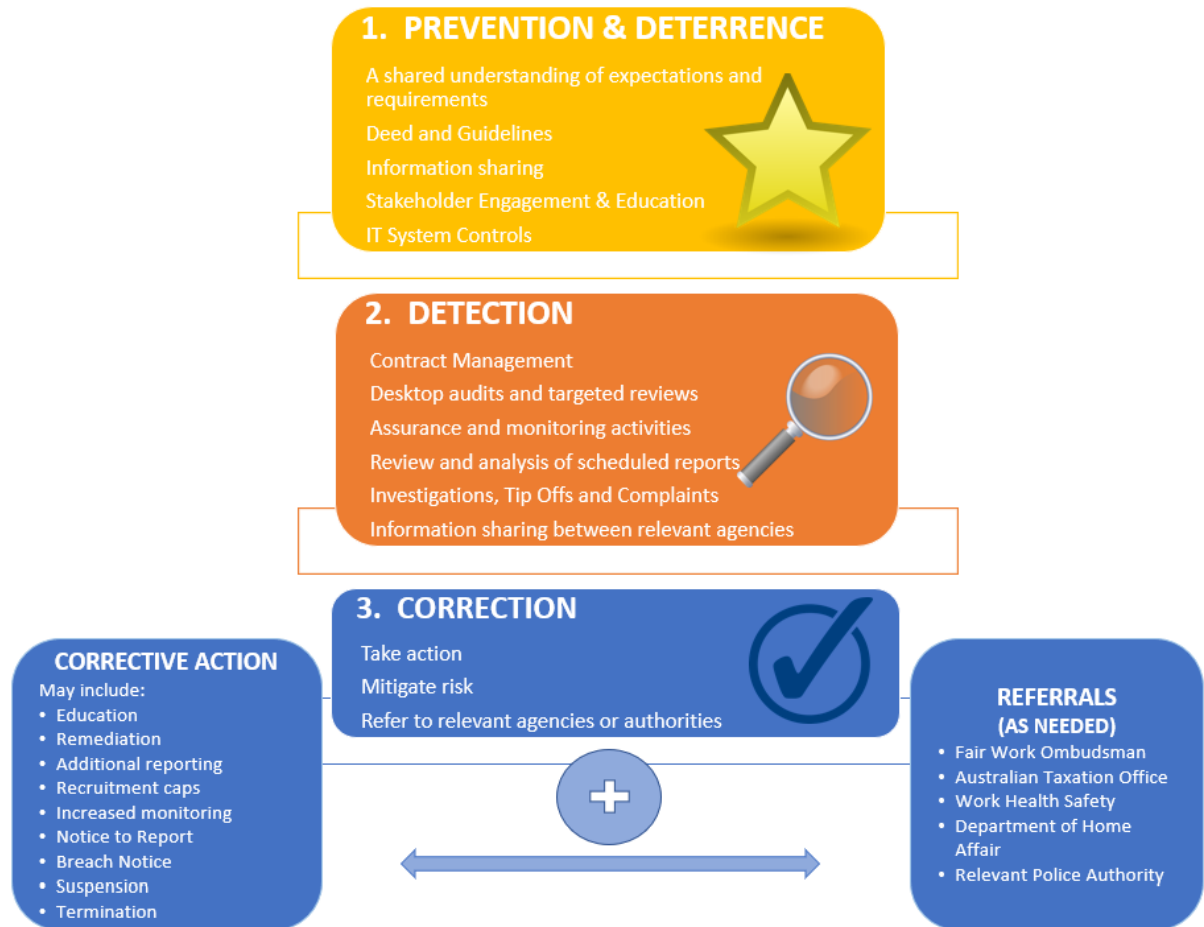 1. PREVENTION & DETERRENCE
A shared understanding of expectations and
requirements
Deed and Guidelines
Information sharing
Stakeholder Engagement & Education
IT System Controls
2. DETECTION
Contract Management
Desktop audits and targeted reviews
Assurance and monitoring activities
Review and analysis of scheduled reports
Investigations, Tip Offs and Complaints
Information sharing between relevant agencies
3. CORRECTION
Take action
Mitigate risk
Refer to relevant agencies or authorities
CORRECTIVE ACTION
May include:
• Education
• Remediation
• Additional reporting
• Recruitment caps
• Increased monitoring
• Notice to Report
• Breach Notice
• Suspension
• Termination
REFERRALS
(AS NEEDED)
• Fair Work Ombudsman
• Australian Taxation Office
• Work Health Safety
• Department of Home
Affair
• Relevant Police Authority